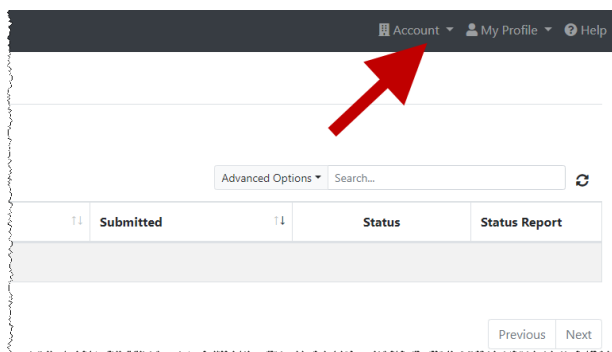 Account My Profile Help
Advanced Options Search...
Submitted Status Status Report
Previous Next